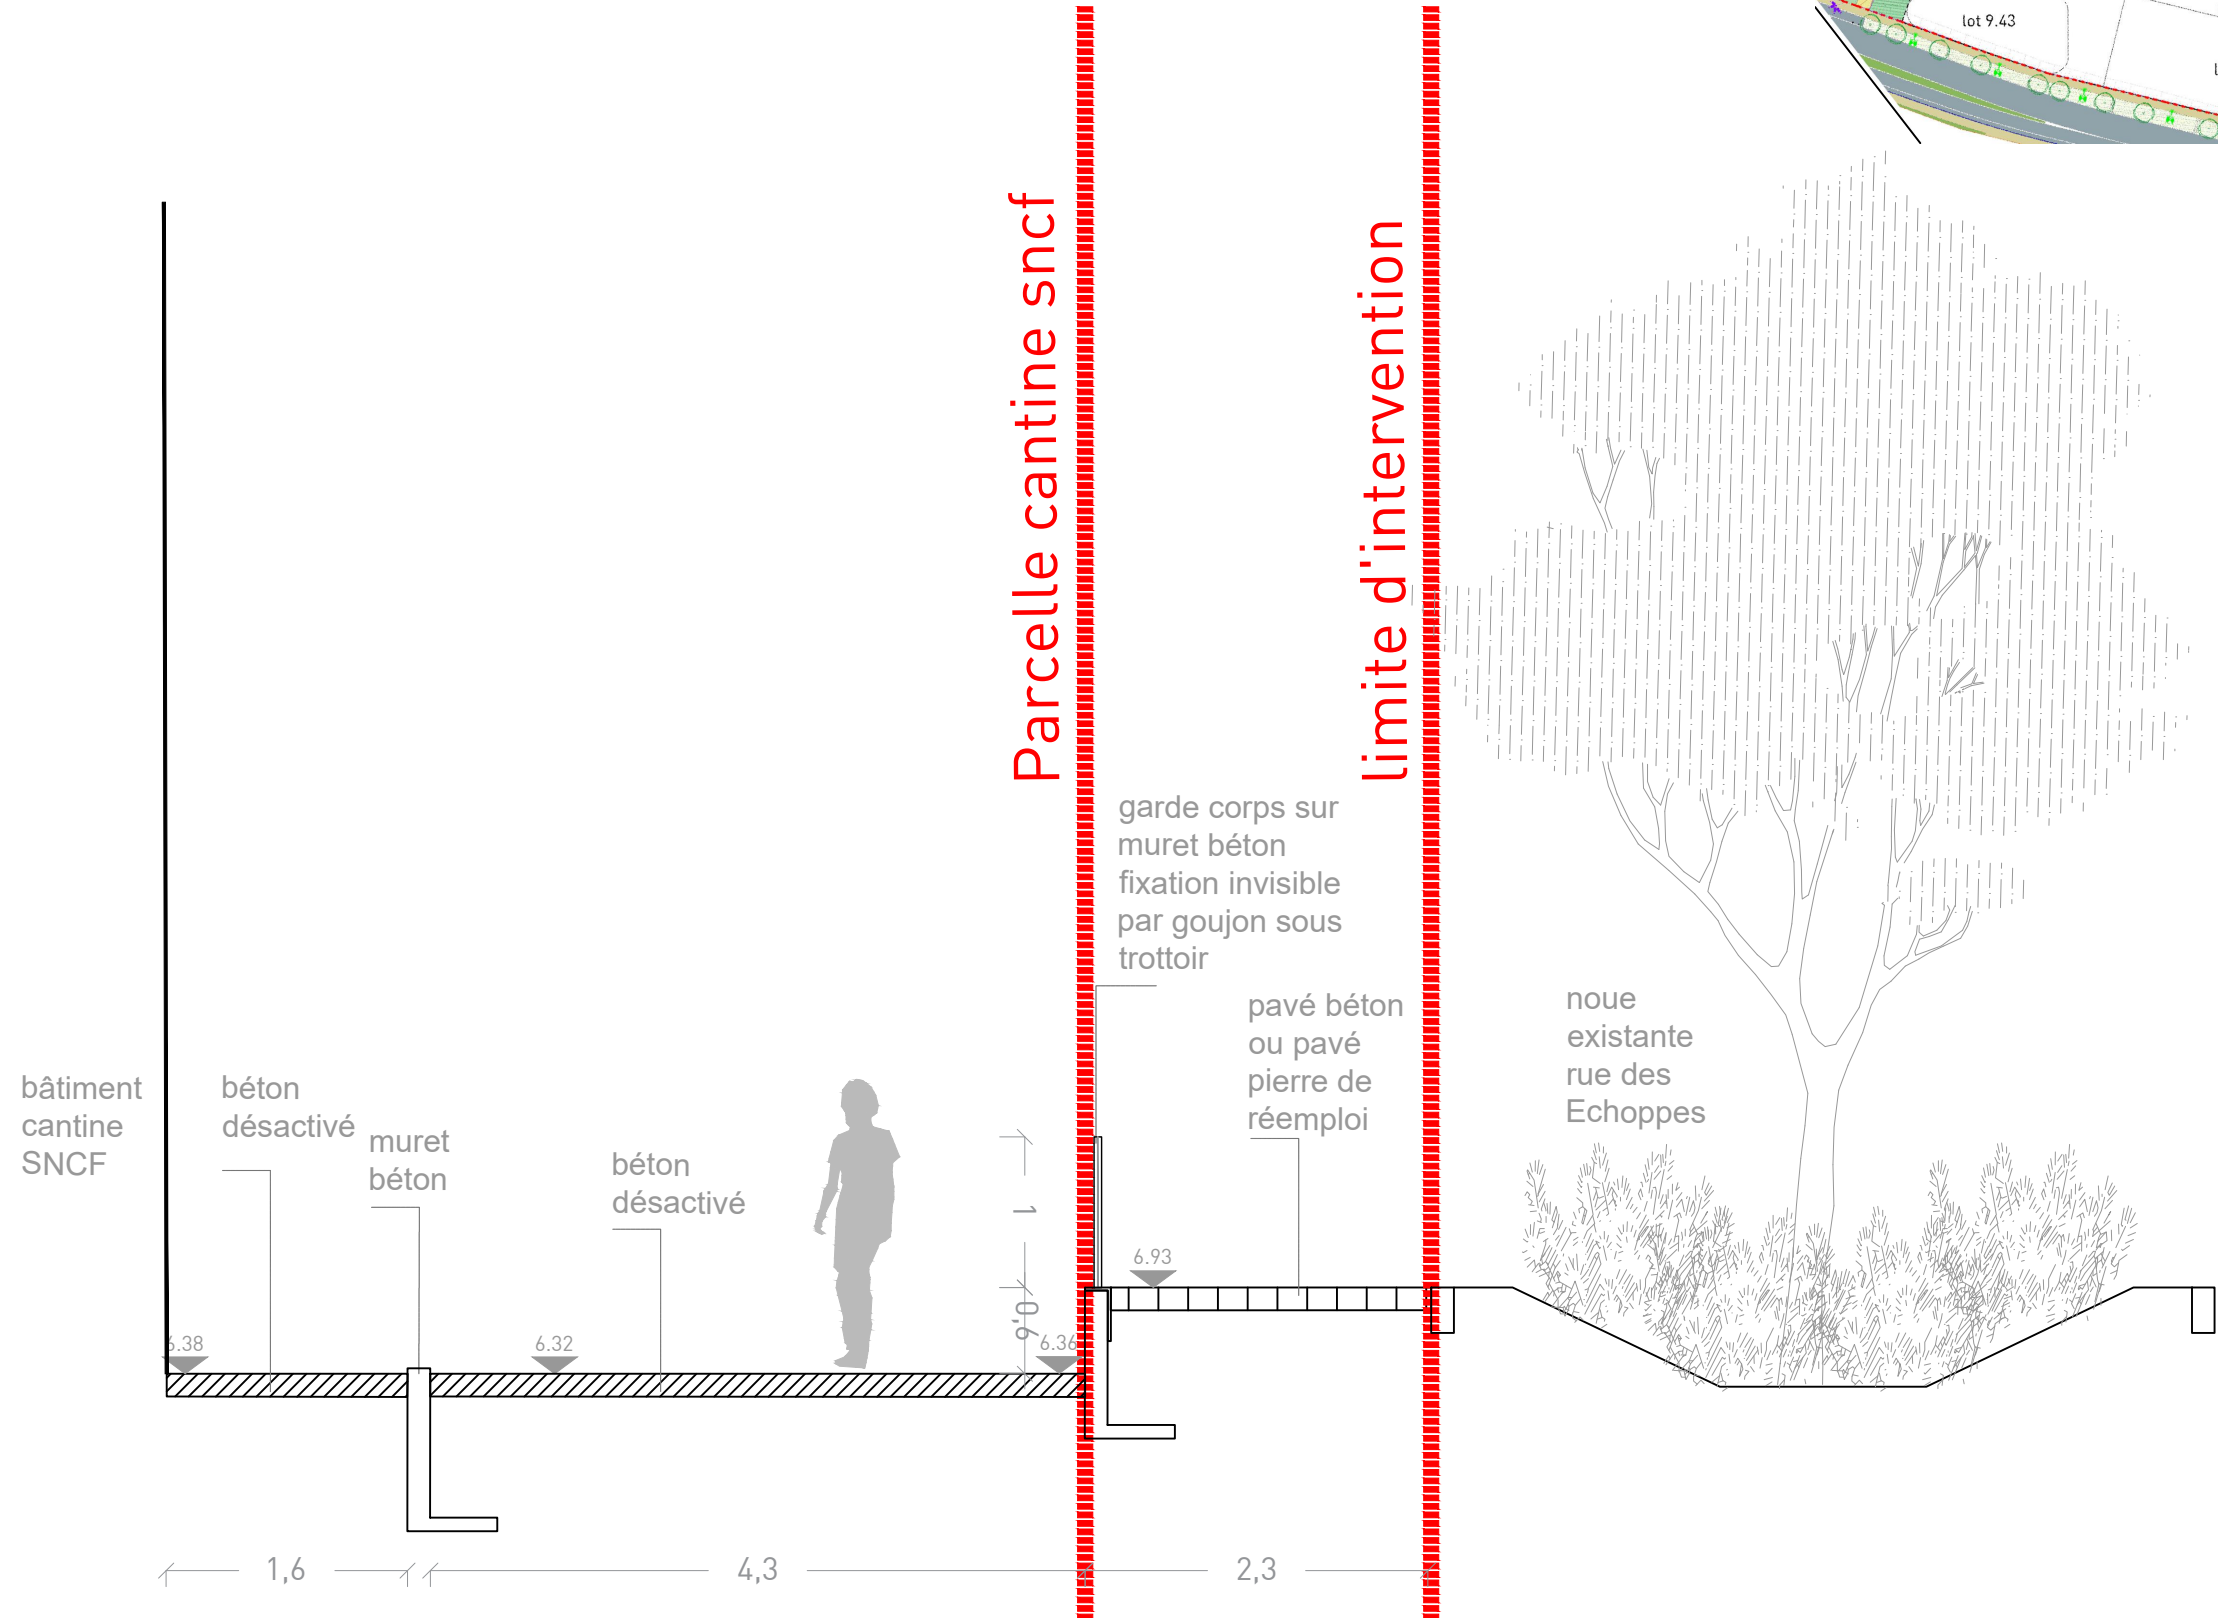 lot 9.43
l
Parcelle cantine sncf
limite d'intervention
garde corps sur
muret béton
fixation invisible
par goujon sous
trottoir
pavé béton
ou pavé
pierre de
réemploi
noue
existante
rue des
Echoppes
bâtiment
cantine
SNCF
béton
désactivé
muret
béton
béton
désactivé
1
0,6
6.93
6.38
6.32
6.36
1,6
4,3
2,3